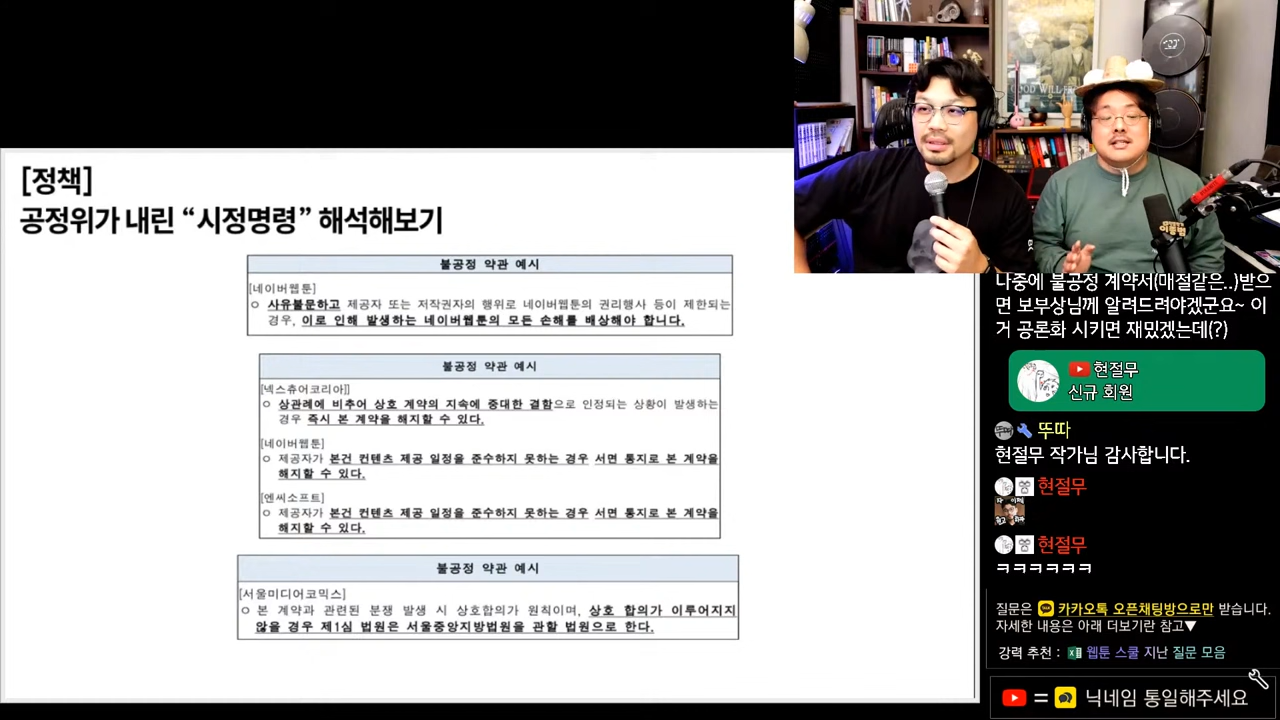 [정책]
공정위가 내린 “시정명령” 해석해보기
불공정 약관 예시
[네이버웹툰]
ㅇ 사유불문하고 제공자 또는 저작권자의 행위로 네이버웹툰의 권리행사 등이 제한되는
경우, 이로 인해 발생하는 네이버웹툰의 모든 손해를 배상해야 합니다.
불공정 약관 예시
[넥스츄어코리아]]
ㅇ 상관례에 비추어 상호 계약의 지속에 중대한 결함으로 인정되는 상황이 발생하는
경우 즉시 본 계약을 해지할 수 있다.
[네이버웹툰]
ㅇ 제공자가 본건 컨텐츠 제공 일정을 준수하지 못하는 경우 서면 통지로 본 계약을
해지할 수 있다.
[엔씨소프트]
ㅇ 제공자가 본건 컨텐츠 제공 일정을 준수하지 못하는 경우 서면 통지로 본 계약을
해지할 수 있다.
불공정 약관 예시
[서울미디어코믹스]
ㅇ 본 계약과 관련된 분쟁 발생 시 상호합의가 원칙이며, 상호 합의가 이루어지지
않을 경우 제1심 법원은 서울중앙지방법원을 관할 법원으로 한다.
GOOD WILL
이종범
나중에 불공정 계약서(매절같은..)받으
면 보부상님께 알려드려야겠군요~ 이
거 공론화 시키면 재밌겠는데(?)
현절무
신규 회원
뚜따
현절무 작가님 감사합니다.
현절무
현절무
ㅋㅋㅋㅋㅋㅋ
질문은 카카오톡 오픈채팅방으로만 받습니다.
자세한 내용은 아래 더보기란 참고▼
강력 추천 : 웹툰 스쿨 지난 질문 모음
= 닉네임 통일해주세요